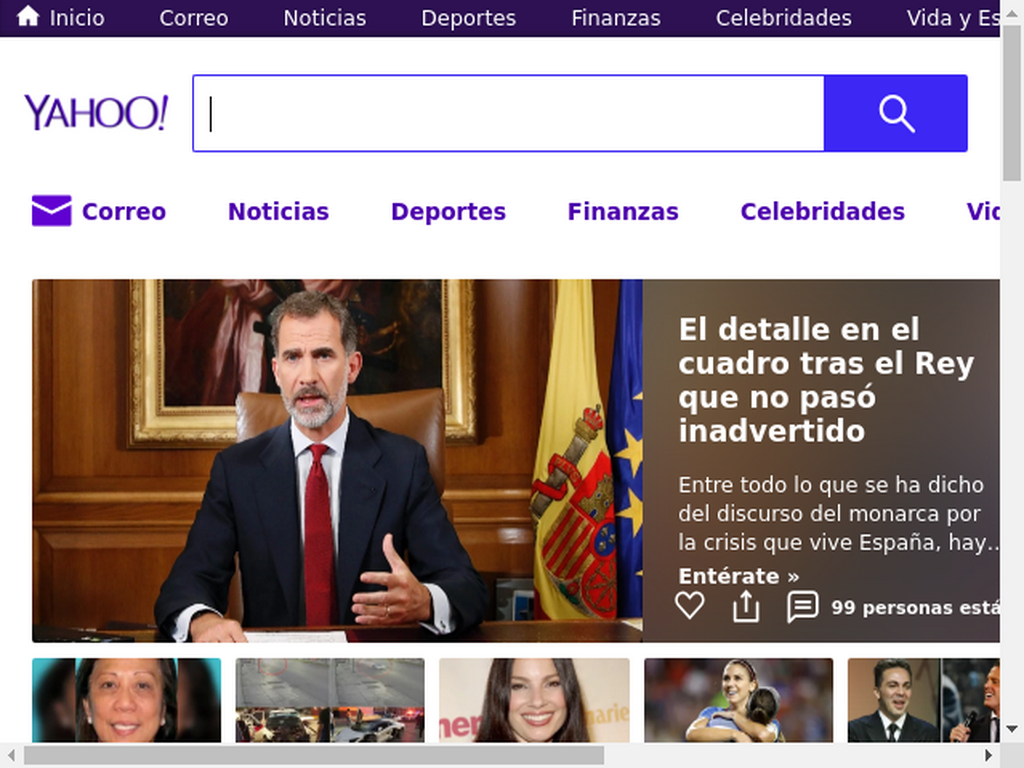 Inicio Correo Noticias Deportes Finanzas Celebridades Vida y Es
YAHOO!
Correo Noticias Deportes Finanzas Celebridades Vid
El detalle en el
cuadro tras el Rey
que no pasó
inadvertido
Entre todo lo que se ha dicho
del discurso del monarca por
la crisis que vive España, hay...
Entérate »
99 personas está